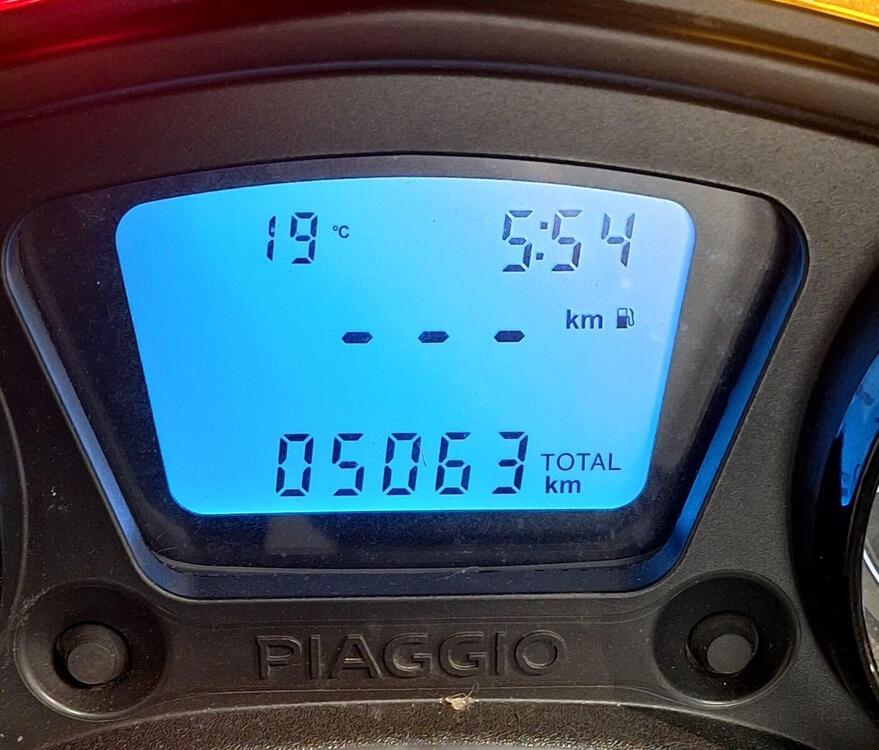 19 °C 5:54
- - - km
05063 TOTAL km
PIAGGIO